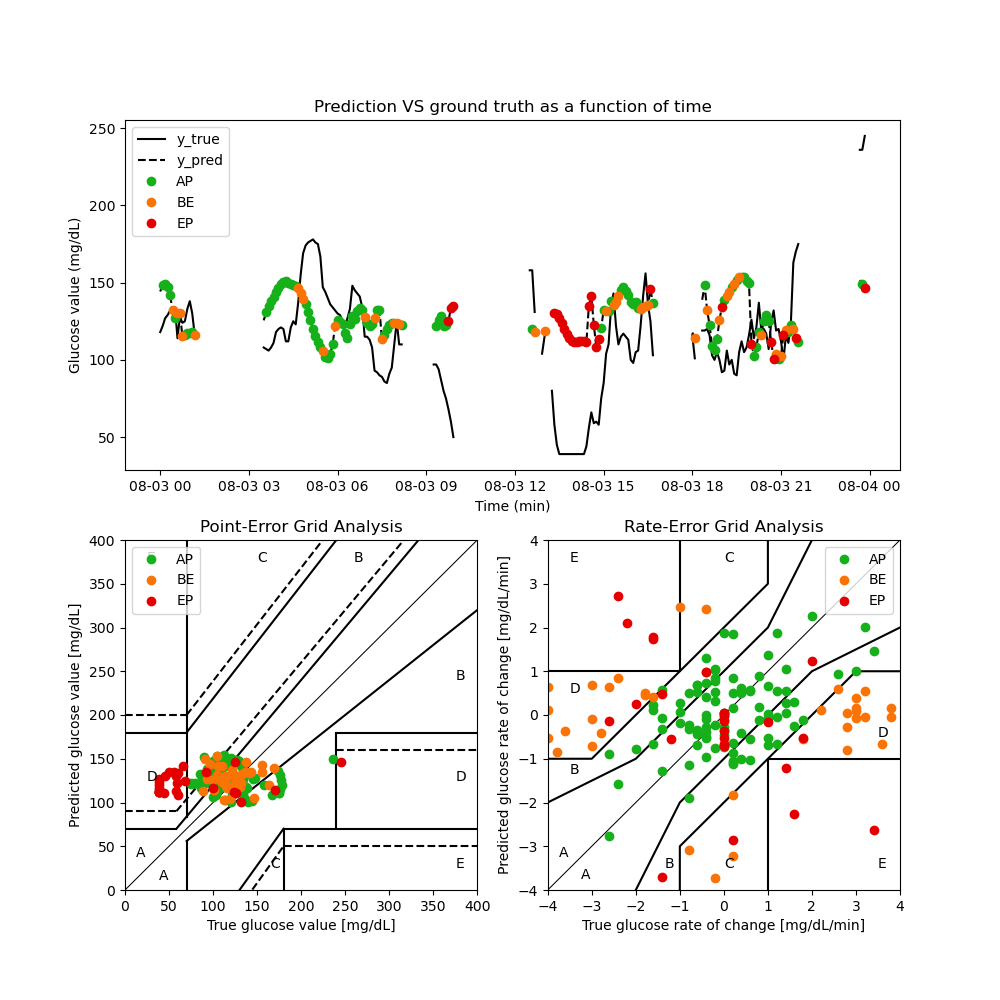 Prediction VS ground truth as a function of time
Glucose value (mg/dL)
250
200
150
100
50
y_true
y_pred
AP
BE
EP
08-03 00 08-03 03 08-03 06 08-03 09 08-03 12 08-03 15 08-03 18 08-03 21 08-04 00
Time (min)
Point-Error Grid Analysis
Predicted glucose value [mg/dL]
400
350
300
250
200
150
100
50
0
AP
BE
EP
C
B
B
D
D
A
A
C
E
0 50 100 150 200 250 300 350 400
True glucose value [mg/dL]
Rate-Error Grid Analysis
Predicted glucose rate of change [mg/dL/min]
4
3
2
1
0
−1
−2
−3
−4
E
C
AP
BE
EP
D
D
B
A
A
B
C
E
−4 −3 −2 −1 0 1 2 3 4
True glucose rate of change [mg/dL/min]